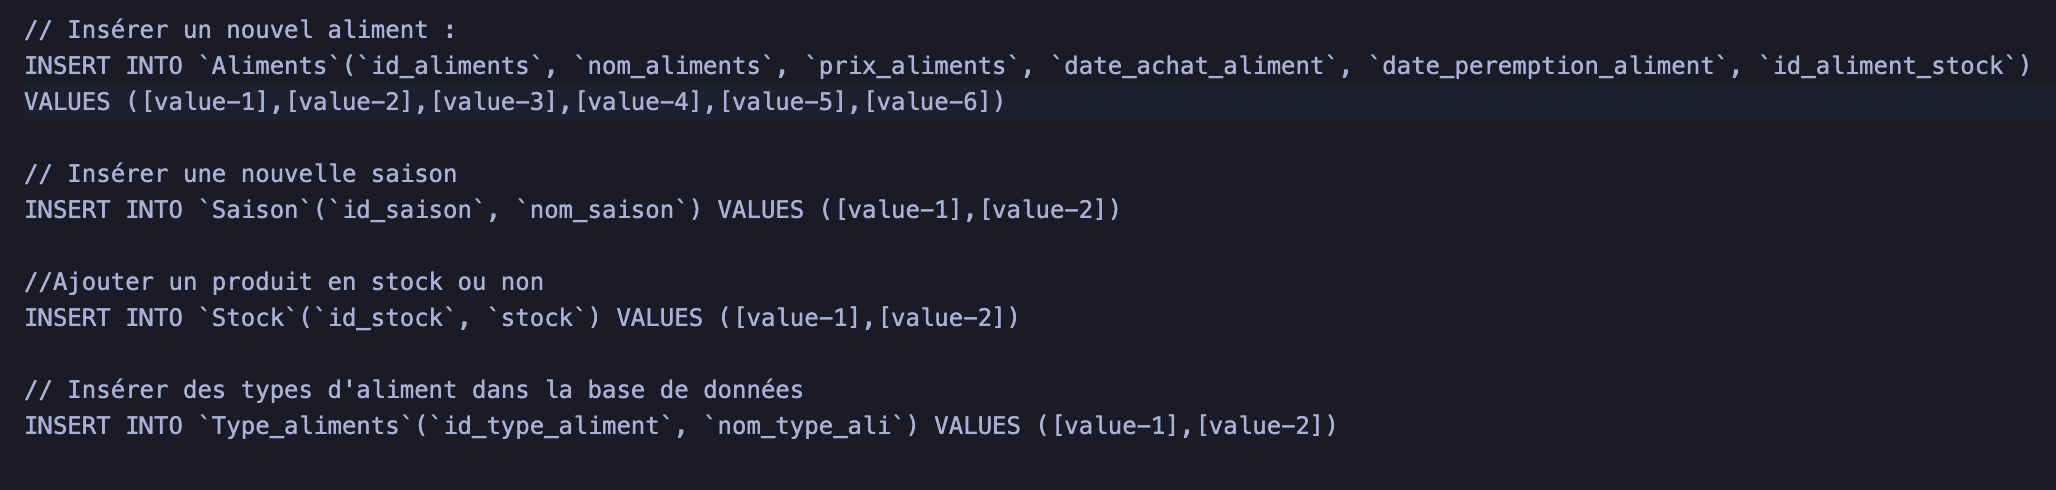 // Insérer un nouvel aliment :
INSERT INTO `Aliments`(`id_aliments`, `nom_aliments`, `prix_aliments`, `date_achat_aliment`, `date_peremption_aliment`, `id_aliment_stock`)
VALUES ([value-1],[value-2],[value-3],[value-4],[value-5],[value-6])
// Insérer une nouvelle saison
INSERT INTO `Saison`(`id_saison`, `nom_saison`) VALUES ([value-1],[value-2])
//Ajouter un produit en stock ou non
INSERT INTO `Stock`(`id_stock`, `stock`) VALUES ([value-1],[value-2])
// Insérer des types d'aliment dans la base de données
INSERT INTO `Type_aliments`(`id_type_aliment`, `nom_type_ali`) VALUES ([value-1],[value-2])